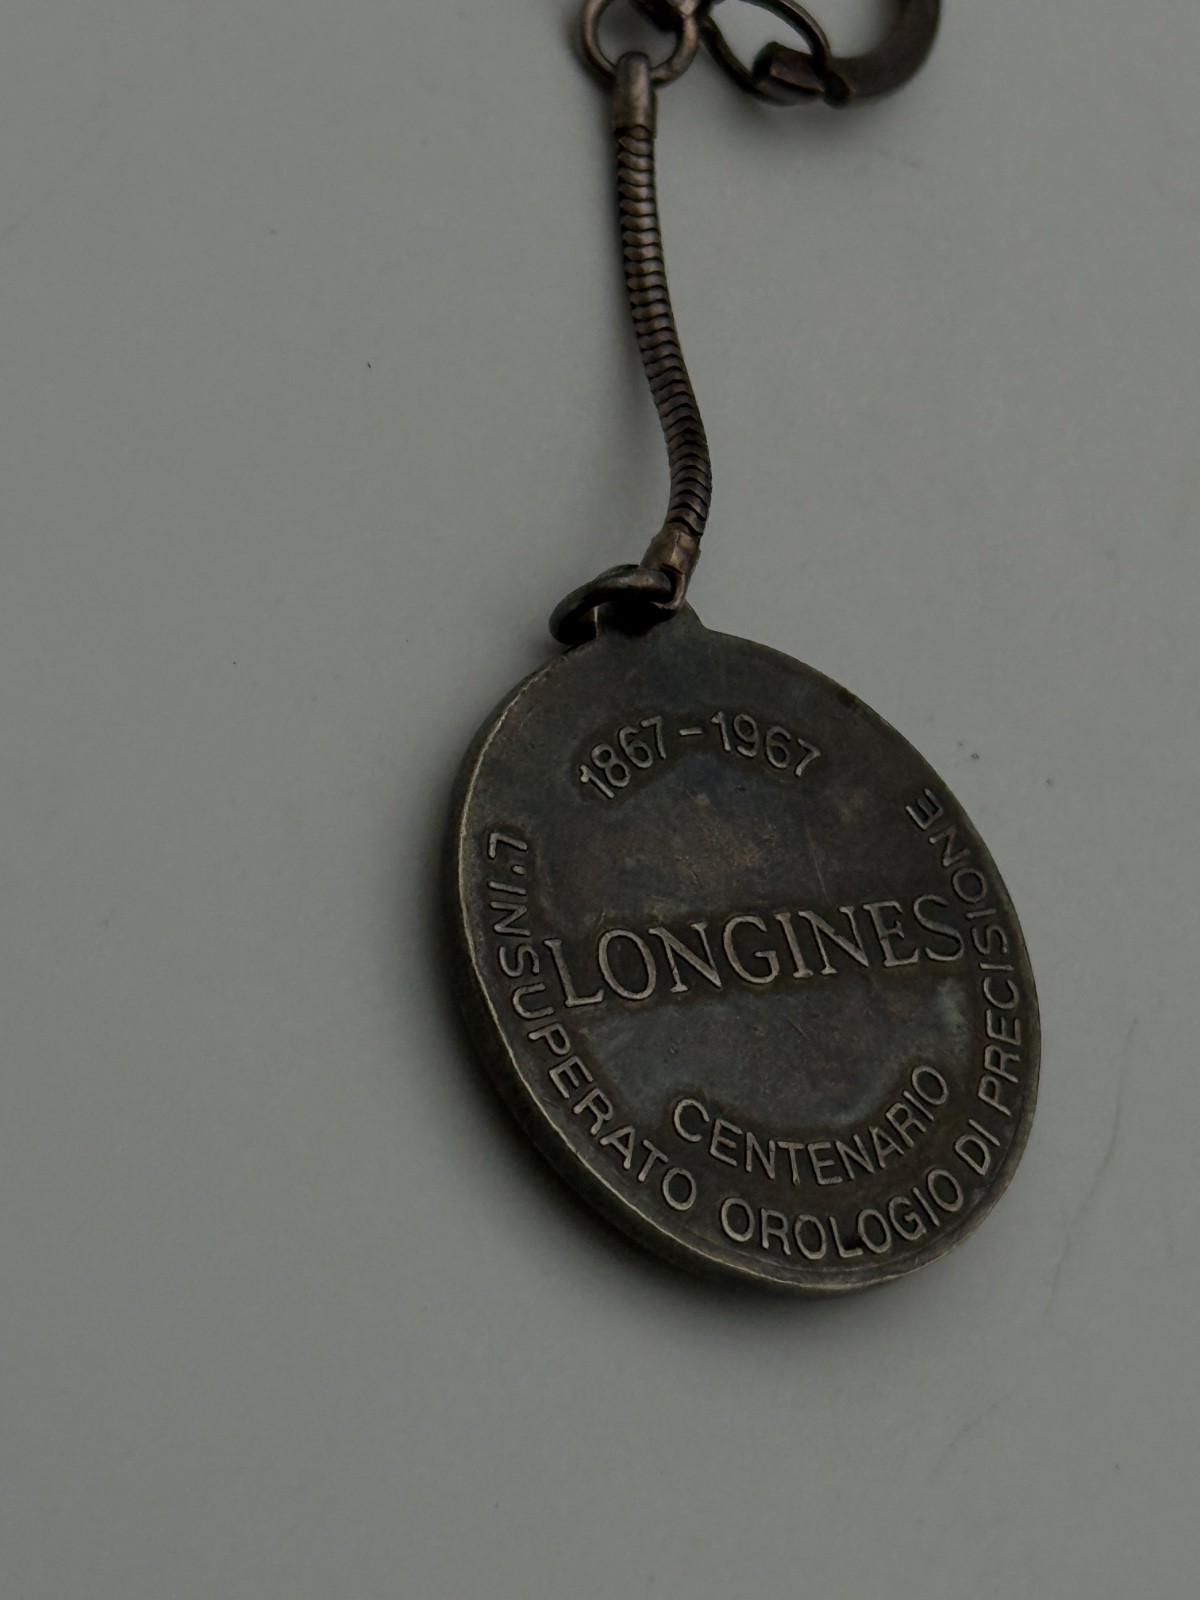 1867-1967
LONGINES
CENTENARIO
L'INSUPERATO OROLOGIO DI PRECISIONE